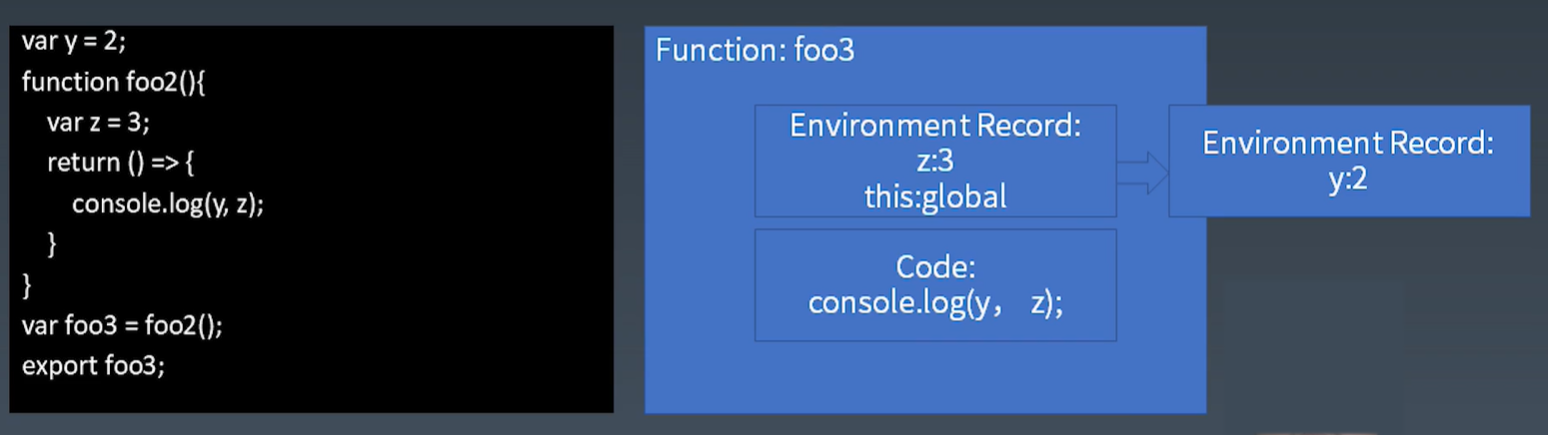 var y = 2;
function foo2(){
var z = 3;
return () => {
console.log(y, z);
}
}
var foo3 = foo2();
export foo3;
Function: foo3
Environment Record:
z:3
this:global
Code:
console.log(y， z);
Environment Record:
y:2